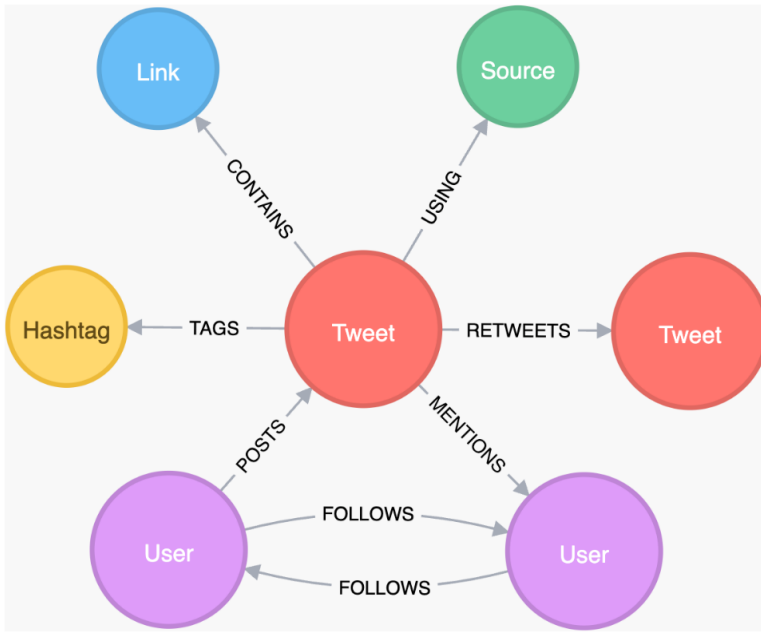 Link
Source
CONTAINS
USING
Hashtag
TAGS
Tweet
RETWEETS
Tweet
POSTS
MENTIONS
User
FOLLOWS
User
FOLLOWS